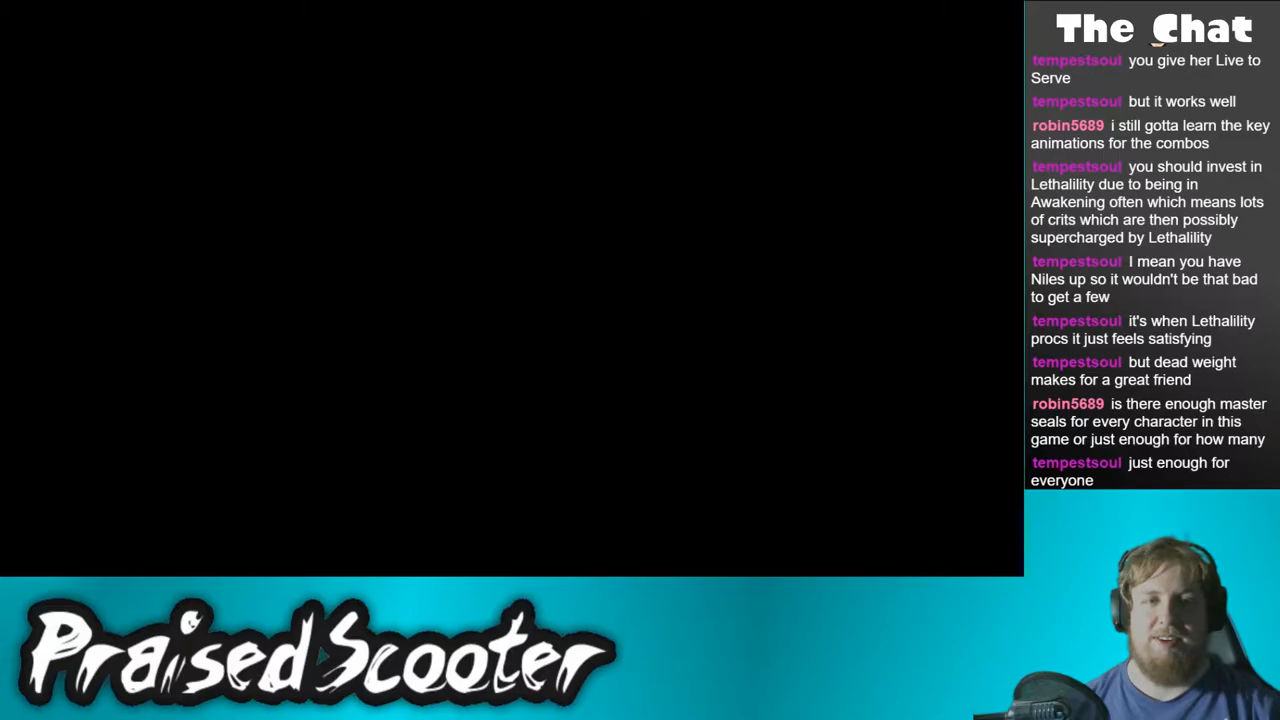 The Chat
tempestsoul you give her Live to
Serve
tempestsoul but it works well
robin5689 i still gotta learn the key
animations for the combos
tempestsoul you should invest in
Lethalility due to being in
Awakening often which means lots
of crits which are then possibly
supercharged by Lethalility
tempestsoul I mean you have
Niles up so it wouldn't be that bad
to get a few
tempestsoul it's when Lethalility
procs it just feels satisfying
tempestsoul but dead weight
makes for a great friend
robin5689 is there enough master
seals for every character in this
game or just enough for how many
tempestsoul just enough for
everyone
PraisedScooter